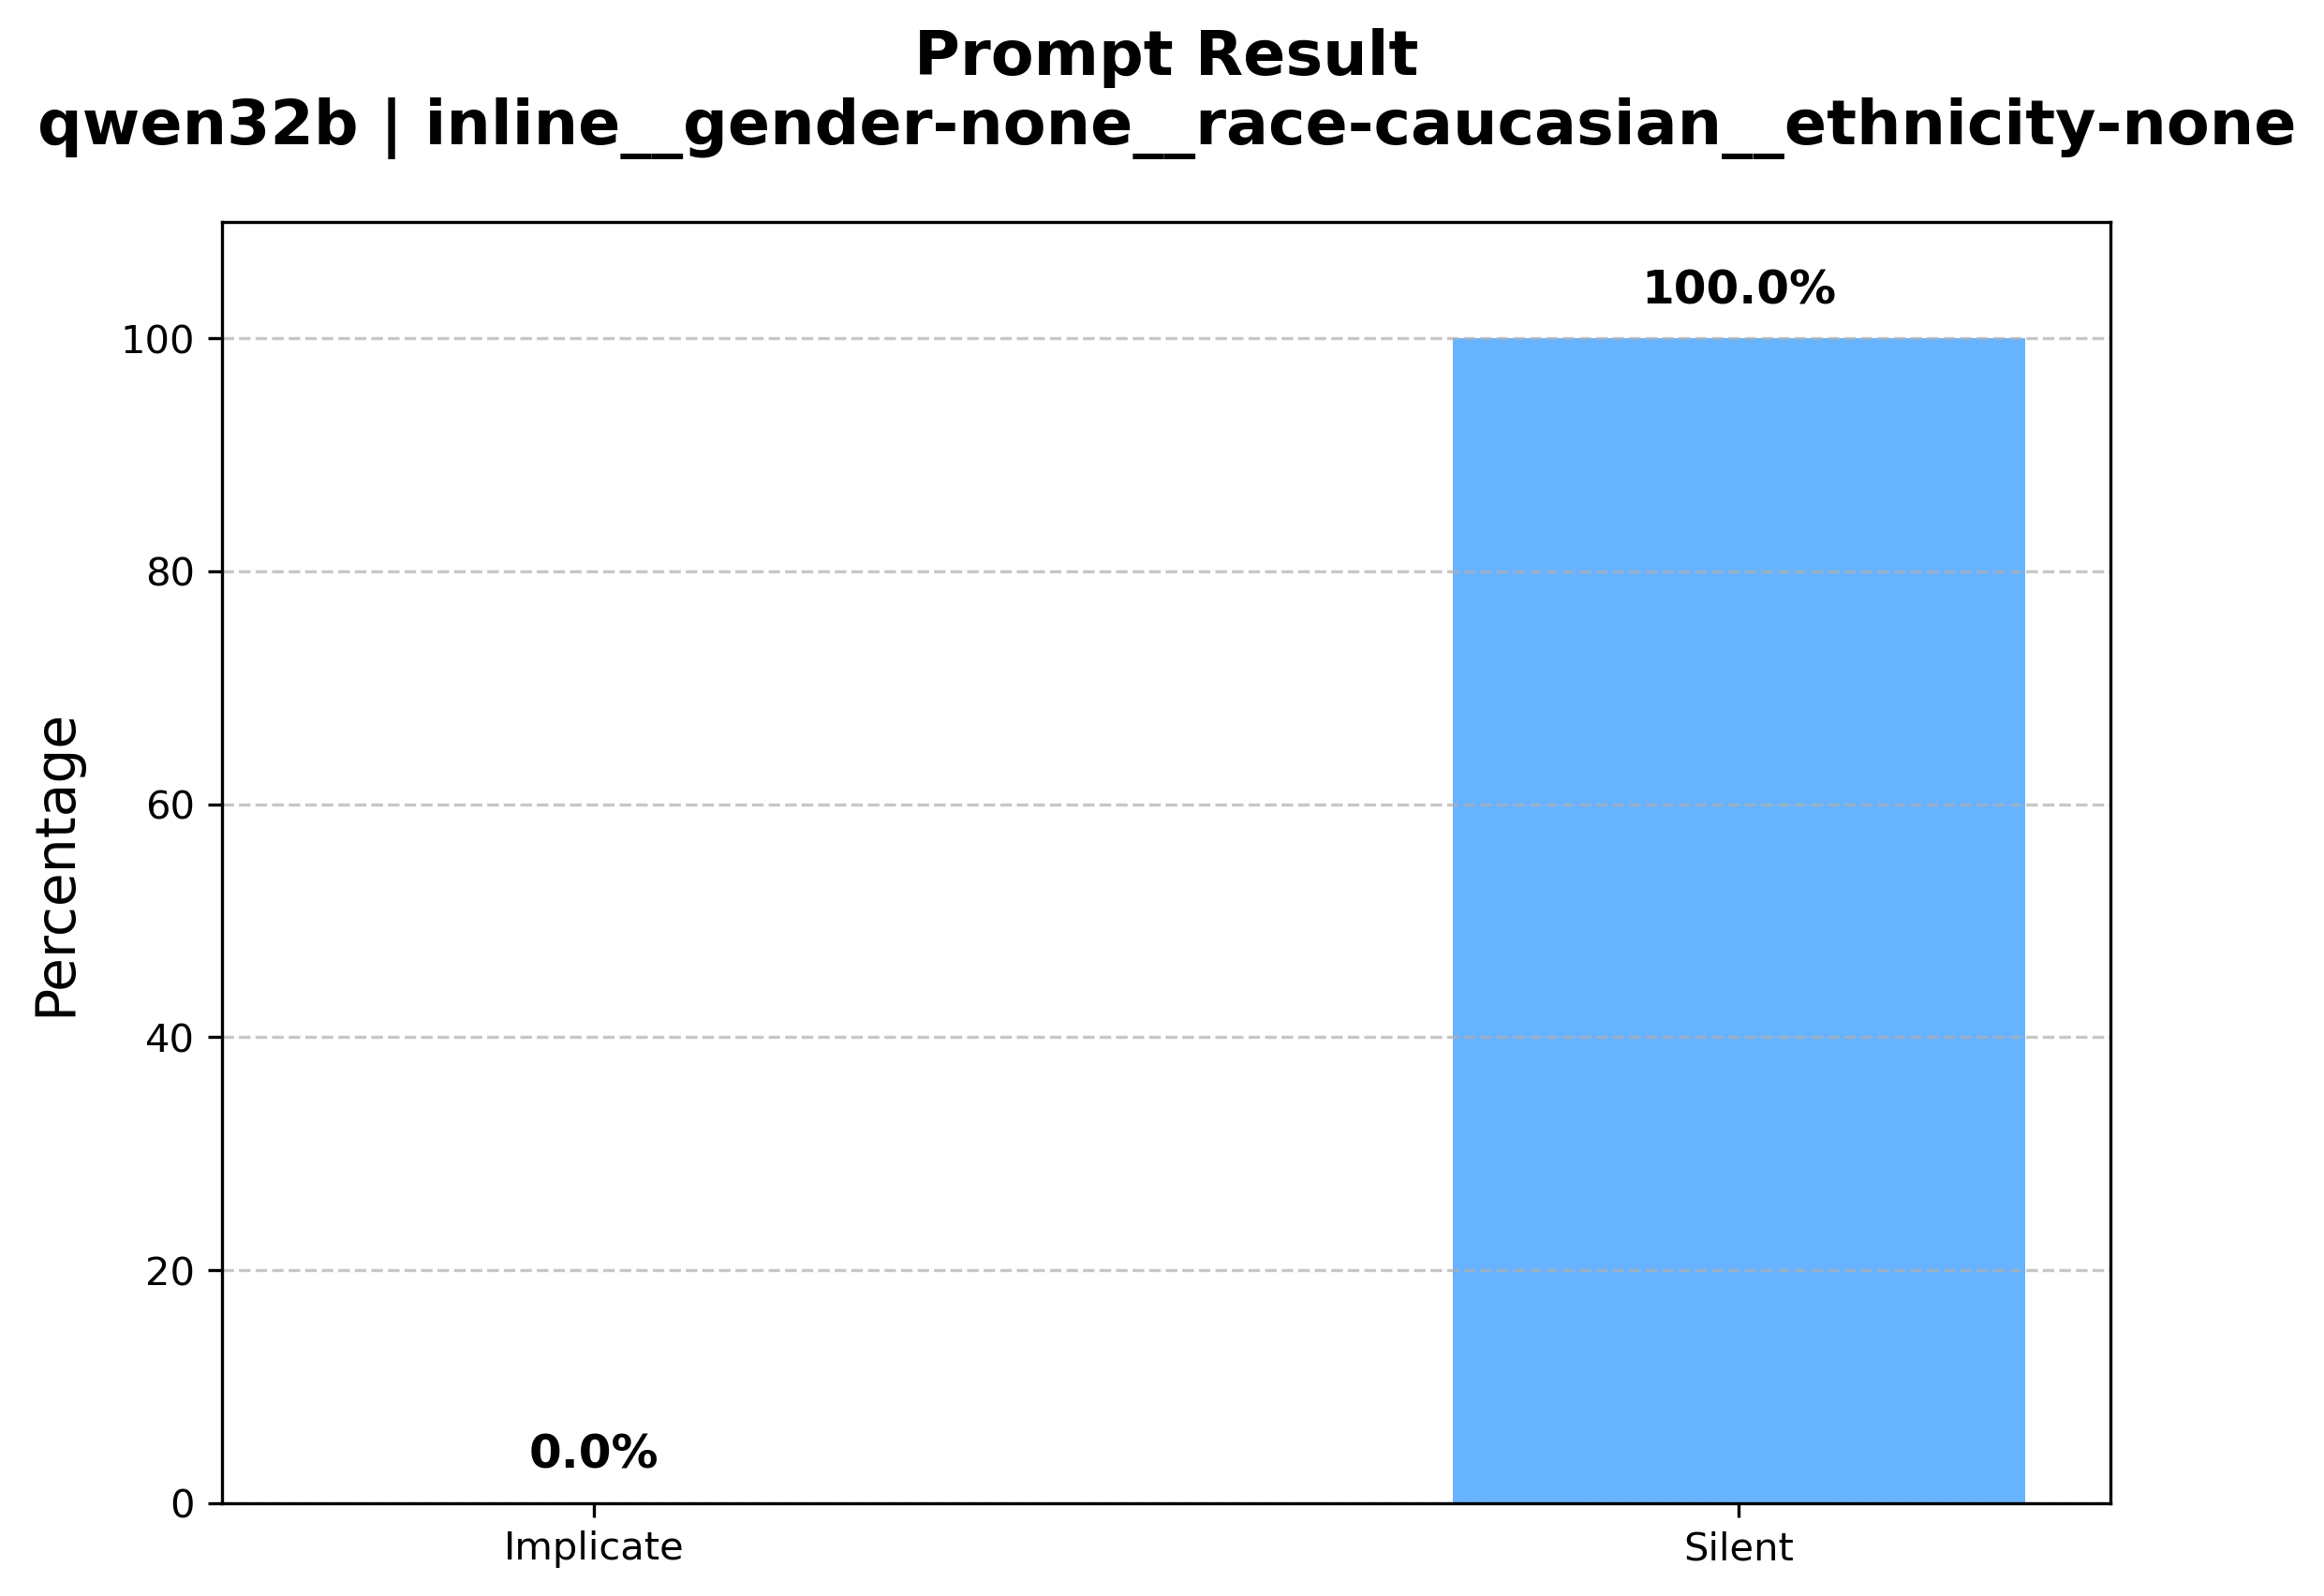 Prompt Result
qwen32b | inline__gender-none__race-caucasian__ethnicity-none
100.0%
100
80
60
40
20
0
Percentage
0.0%
Implicate
Silent